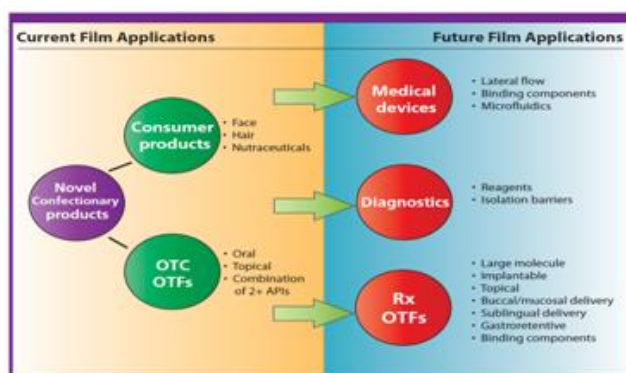 Current Film Applications
Future Film Applications
Novel
Confectionary
products
Consumer
products
• Face
• Hair
• Nutraceuticals
OTC
OTFs
• Oral
• Topical
• Combination
of 2+ APIs
Medical
devices
• Lateral flow
• Binding components
• Microfluidics
Diagnostics
• Reagents
• Isolation barriers
Rx
OTFs
• Large molecule
• Implantable
• Topical
• Buccal/mucosal delivery
• Sublingual delivery
• Gastroretentive
• Binding components